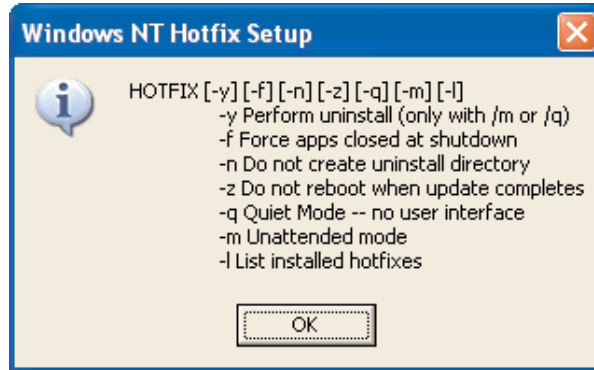 Windows NT Hotfix Setup
HOTFIX [-y] [-f] [-n] [-z] [-q] [-m] [-l]
-y Perform uninstall (only with /m or /q)
-f Force apps closed at shutdown
-n Do not create uninstall directory
-z Do not reboot when update completes
-q Quiet Mode -- no user interface
-m Unattended mode
-l List installed hotfixes
OK